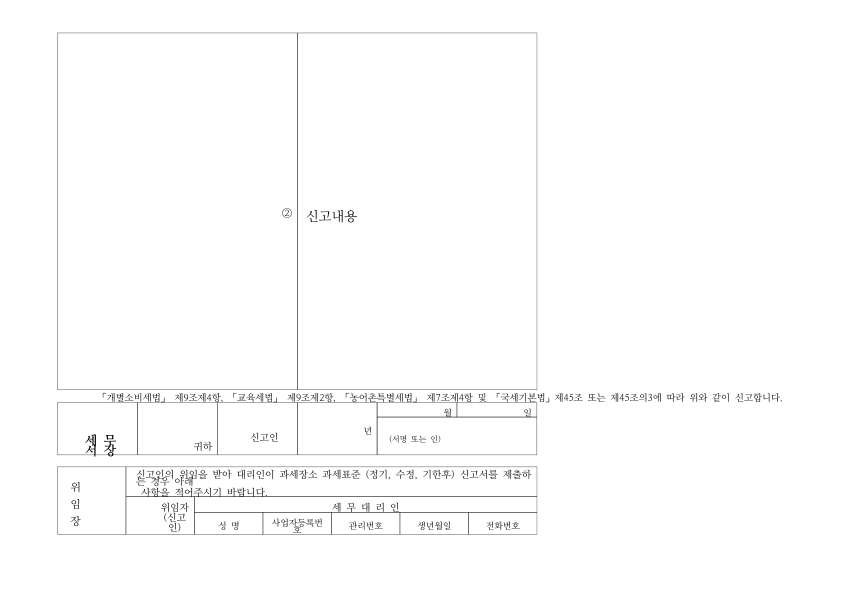 ② 신고내용
「개별소비세법」 제9조제4항, 「교육세법」 제9조제2항, 「농어촌특별세법」 제7조제4항 및 「국세기본법」제45조 또는 제45조의3에 따라 위와 같이 신고합니다.
월 일
년
신고인
(서명 또는 인)
세 무
서 장
귀하
신고인의 위임을 받아 대리인이 과세장소 과세표준 (정기, 수정, 기한후) 신고서를 제출하
는 경우 아래
사항을 적어주시기 바랍니다.
위
임
장
위임자
(신고
인)
세 무 대 리 인
성 명
사업자등록번
호
관리번호
생년월일
전화번호